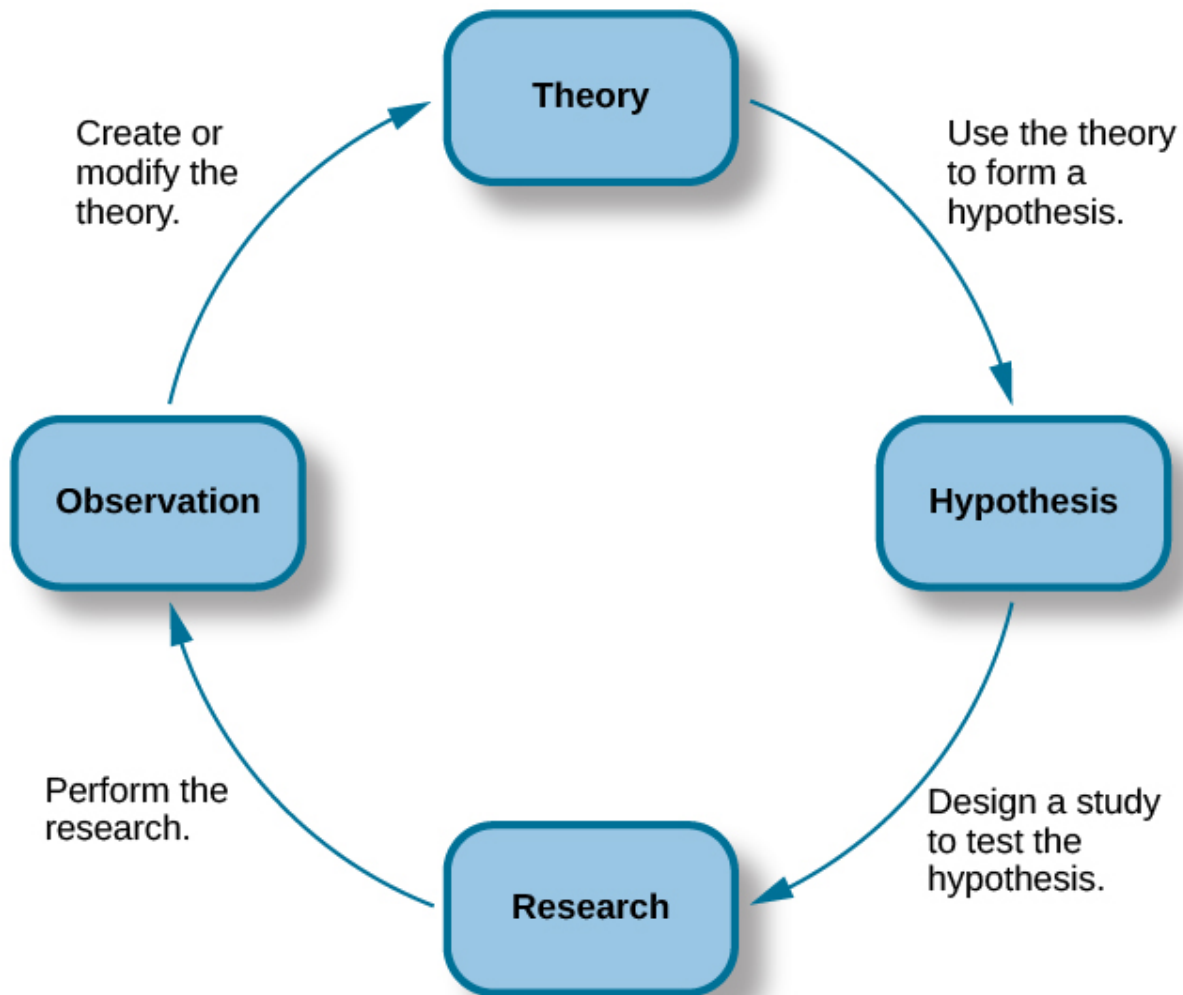 Theory
Use the theory
to form a
hypothesis.
Hypothesis
Design a study
to test the
hypothesis.
Research
Perform the
research.
Observation
Create or
modify the
theory.